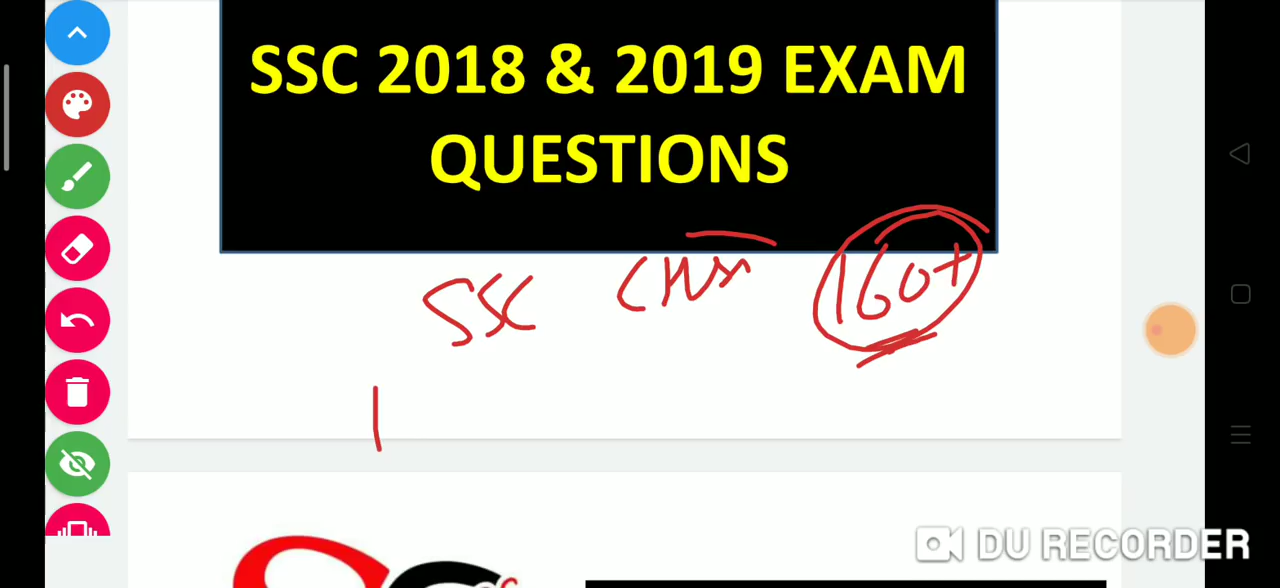 SSC 2018 & 2019 EXAM
QUESTIONS
SSC CHSL 160+
DU RECORDER